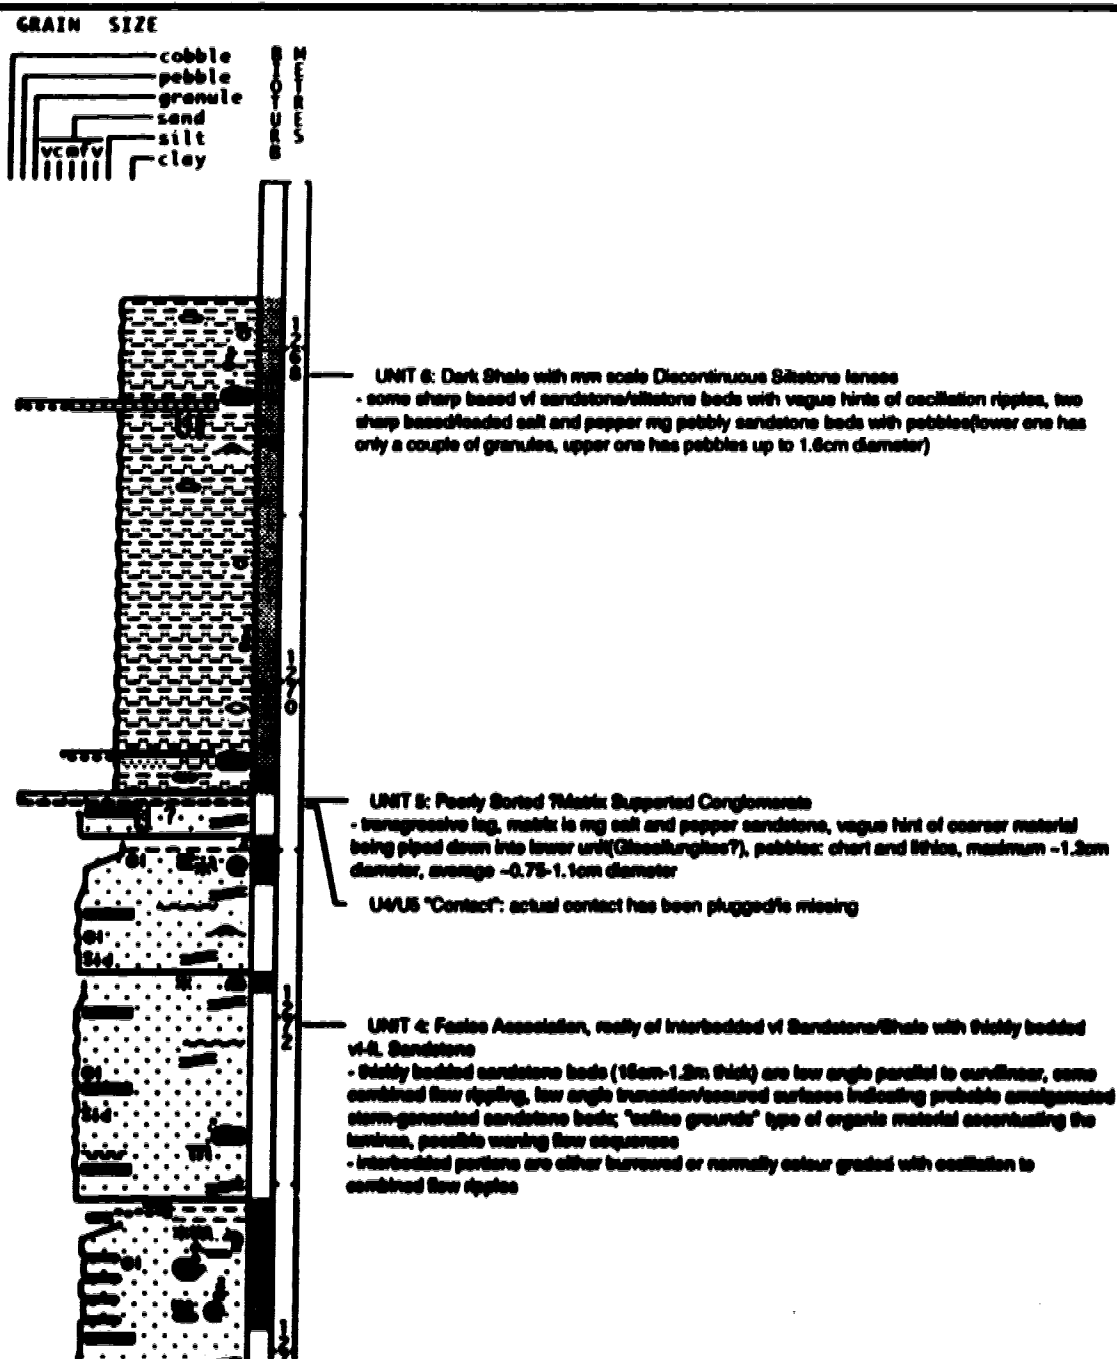 GRAIN SIZE
cobble
pebble
granule
sand
silt
vcmfv
clay
BIOTURB
METRES
1268
UNIT 6: Dark Shale with mm scale Discontinuous Siltstone lenses
- some sharp based vf sandstone/siltstone beds with vague hints of oscillation ripples, two
sharp based/loaded salt and pepper mg pebbly sandstone beds with pebbles(lower one has
only a couple of granules, upper one has pebbles up to 1.6cm diameter)
1270
UNIT 5: Poorly Sorted ?Matrix Supported Conglomerate
- transgressive lag, matrix is mg salt and pepper sandstone, vague hint of coarser material
being piped down into lower unit(Glossifungites?), pebbles: chert and lithics, maximum ~1.3cm
diameter, average ~0.75-1.1cm diameter
?
U4/U5 "Contact": actual contact has been plugged/is missing
Gl
Gl
Sid
1272
UNIT 4: Facies Association, really of Interbedded vf Sandstone/Shale with thickly bedded
vf-fL Sandstone
- thickly bedded sandstone beds (15cm-1.2m thick) are low angle parallel to curvilinear, some
combined flow rippling, low angle truncation/scoured surfaces indicating probable amalgamated
storm-generated sandstone beds; "coffee grounds" type of organic material accentuating the
laminae, possible waning flow sequences
- interbedded portions are either burrowed or normally colour graded with oscillation to
combined flow ripples
Gl
Sid
Gl
12